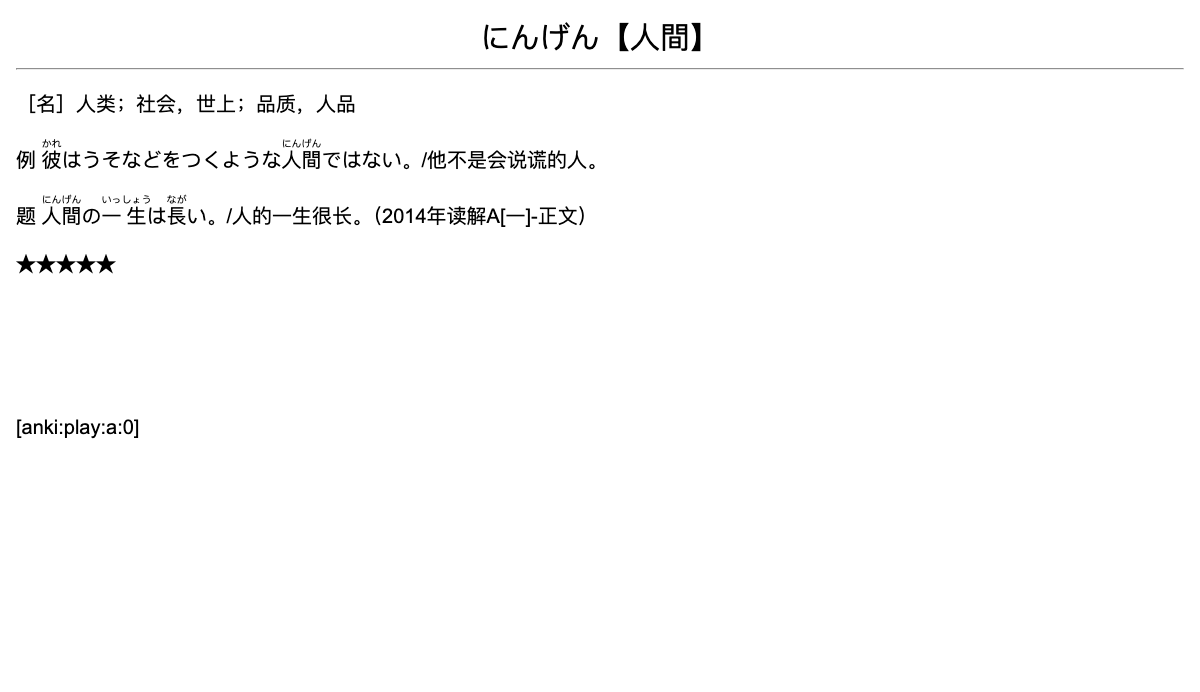 にんげん【人間】
［名］人类；社会，世上；品质，人品
かれ にんげん
例 彼はうそなどをつくような人間ではない。/他不是会说谎的人。
にんげん いっしょう なが
题 人間の一生は長い。/人的一生很长。（2014年读解A[一]-正文）
★★★★★
[anki:play:a:0]